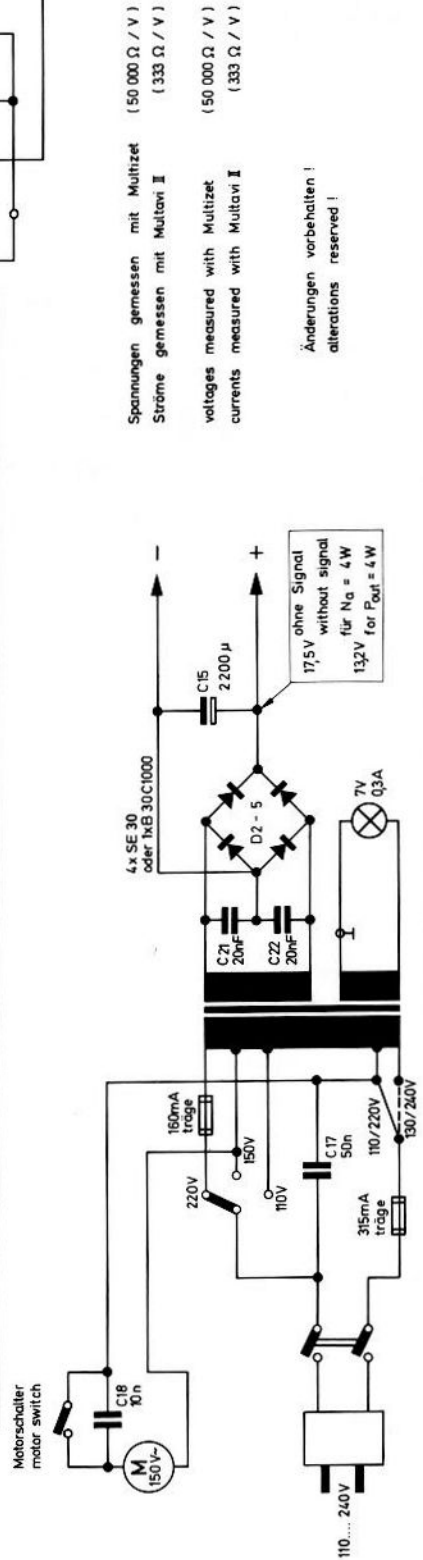 Motorschalter
motor switch
C18
10n
M
150V~
160mA
träge
220V
150V
110V
C17
50n
110/220V
130/240V
315mA
träge
110.... 240V
4x SE 30
oder 1xB 30C1000
C21
20nF
C22
20nF
D2 - 5
C15
2200 µ
−
+
17,5V ohne Signal
without signal
für Na = 4W
13,2V for Pout = 4W
7V
0,3A
Spannungen gemessen mit Multizet (50 000 Ω / V)
Ströme gemessen mit Multavi II (333 Ω / V)
voltages measured with Multizet (50 000 Ω / V)
currents measured with Multavi II (333 Ω / V)
Änderungen vorbehalten !
alterations reserved !